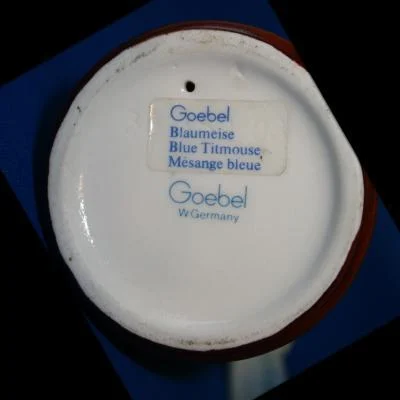 Goebel
Blaumeise
Blue Titmouse
Mésange bleue
Goebel
W Germany